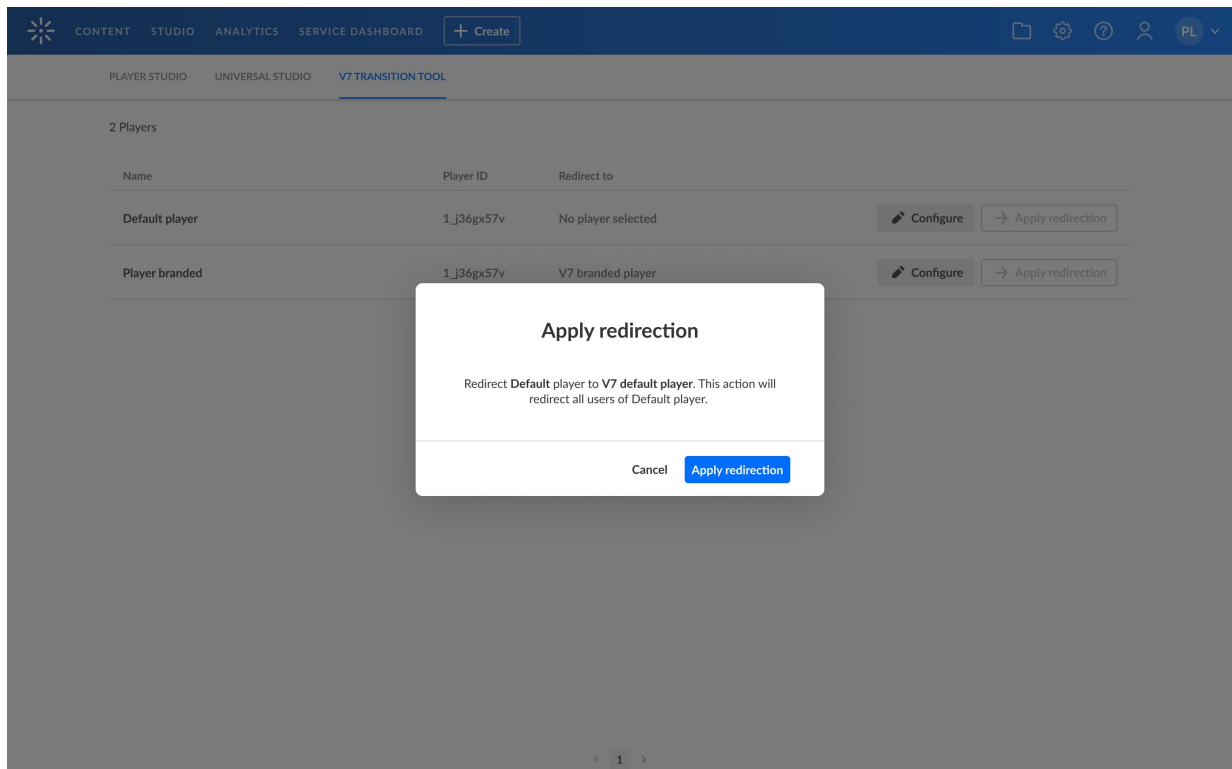 CONTENT STUDIO ANALYTICS SERVICE DASHBOARD + Create PL
PLAYER STUDIO UNIVERSAL STUDIO V7 TRANSITION TOOL
2 Players
Name Player ID Redirect to
Default player 1_j36gx57v No player selected Configure Apply redirection
Player branded 1_j36gx57v V7 branded player Configure Apply redirection
Apply redirection
Redirect Default player to V7 default player. This action will
redirect all users of Default player.
Cancel Apply redirection
< 1 >